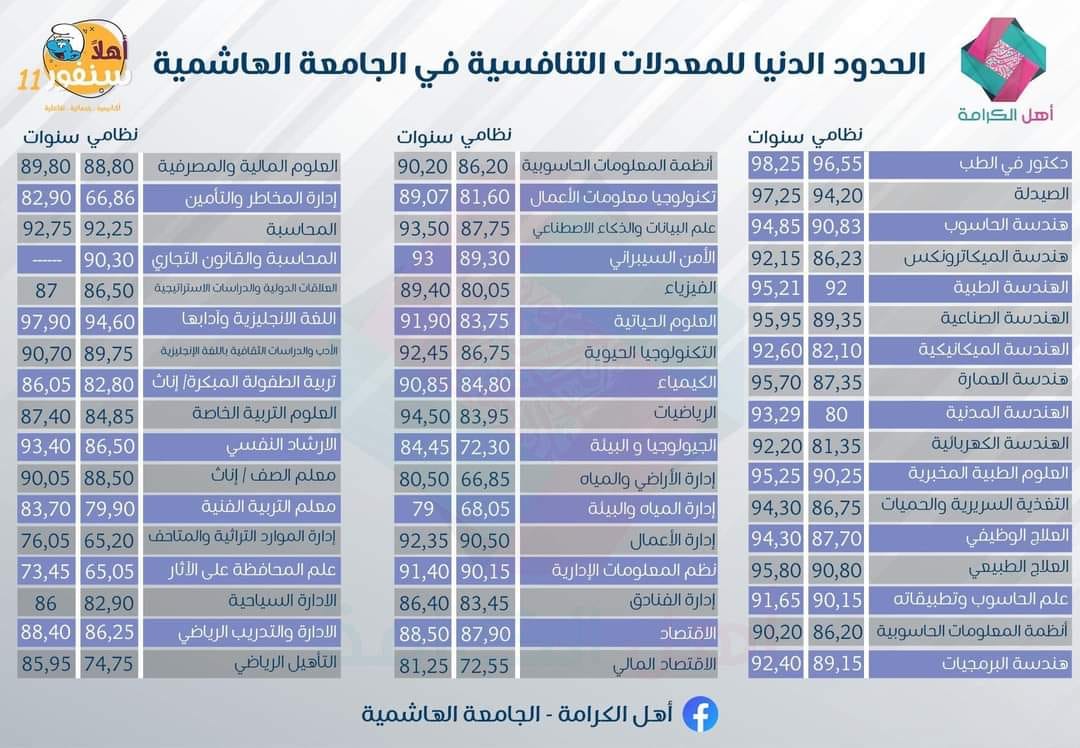 الحدود الدنيا للمعدلات التنافسية في الجامعة الهاشمية
أهل الكرامة
أهلاً
سنفور 11
أكاديمية - خدماتية - تفاعلية
نظامي سنوات
دكتور في الطب 96,55 98,25
الصيدلة 94,20 97,25
هندسة الحاسوب 90,83 94,85
هندسة الميكاترونكس 86,23 92,15
الهندسة الطبية 92 95,21
الهندسة الصناعية 89,35 95,95
الهندسة الميكانيكية 82,10 92,60
هندسة العمارة 87,35 95,70
الهندسة المدنية 80 93,29
الهندسة الكهربائية 81,35 92,20
العلوم الطبية المخبرية 90,25 95,25
التغذية السريرية والحميات 86,75 94,30
العلاج الوظيفي 87,70 94,30
العلاج الطبيعي 90,80 95,80
علم الحاسوب وتطبيقاته 90,15 91,65
أنظمة المعلومات الحاسوبية 86,20 90,20
هندسة البرمجيات 89,15 92,40
نظامي سنوات
أنظمة المعلومات الحاسوبية 86,20 90,20
تكنولوجيا معلومات الأعمال 81,60 89,07
علم البيانات والذكاء الاصطناعي 87,75 93,50
الأمن السيبراني 89,30 93
الفيزياء 80,05 89,40
العلوم الحياتية 83,75 91,90
التكنولوجيا الحيوية 86,75 92,45
الكيمياء 84,80 90,85
الرياضيات 83,95 94,50
الجيولوجيا و البيئة 72,30 84,45
إدارة الأراضي والمياه 66,85 80,50
إدارة المياه والبيئة 68,05 79
إدارة الأعمال 90,50 92,35
نظم المعلومات الإدارية 90,15 91,40
إدارة الفنادق 83,45 86,40
الاقتصاد 87,90 88,50
الاقتصاد المالي 72,55 81,25
نظامي سنوات
العلوم المالية والمصرفية 88,80 89,80
إدارة المخاطر والتأمين 66,86 82,90
المحاسبة 92,25 92,75
المحاسبة والقانون التجاري 90,30 ------
العلاقات الدولية والدراسات الاستراتيجية 86,50 87
اللغة الانجليزية وآدابها 94,60 97,90
الأدب والدراسات الثقافية باللغة الإنجليزية 89,75 90,70
تربية الطفولة المبكرة/ إناث 82,80 86,05
العلوم التربية الخاصة 84,85 87,40
الارشاد النفسي 86,50 93,40
معلم الصف / إناث 88,50 90,05
معلم التربية الفنية 79,90 83,70
إدارة الموارد التراثية والمتاحف 65,20 76,05
علم المحافظة على الآثار 65,05 73,45
الادارة السياحية 82,90 86
الادارة والتدريب الرياضي 86,25 88,40
التأهيل الرياضي 74,75 85,95
أهل الكرامة - الجامعة الهاشمية